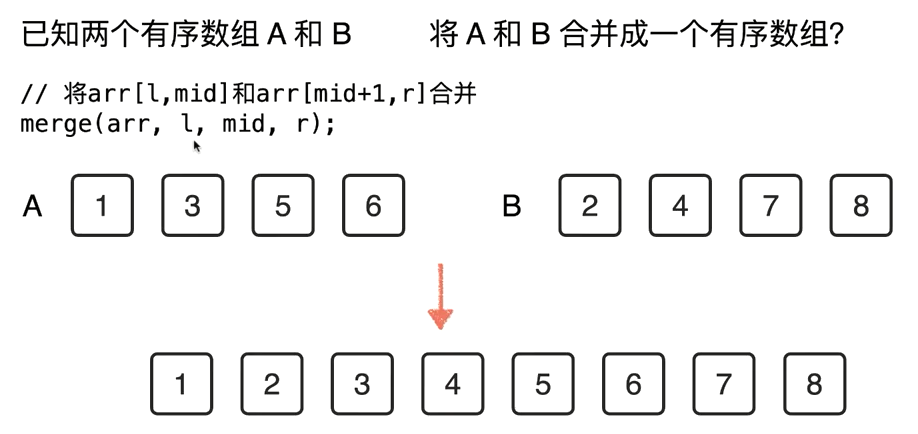 已知两个有序数组 A 和 B 将 A 和 B 合并成一个有序数组?
// 将arr[l,mid]和arr[mid+1,r]合并
merge(arr, l, mid, r);
A 1 3 5 6 B 2 4 7 8
1 2 3 4 5 6 7 8